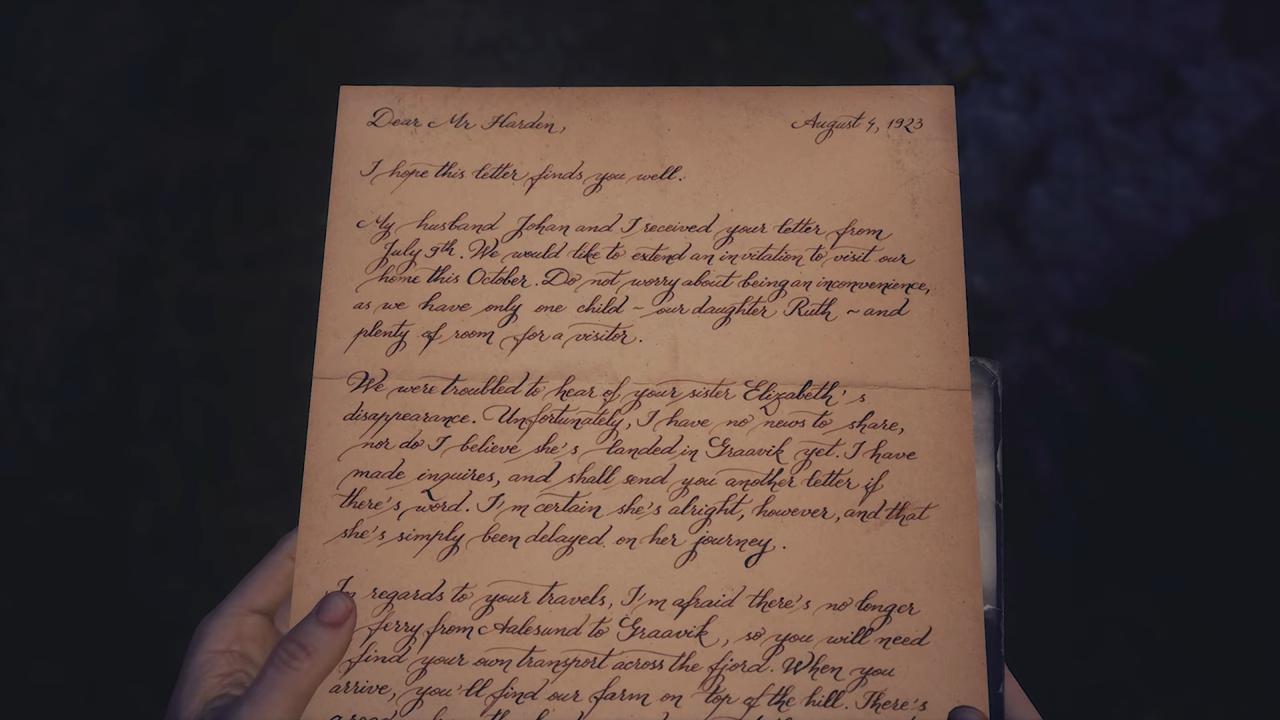 Dear Mr Harden,
August 4, 1923
I hope this letter finds you well.
My husband Johan and I received your letter from
July 9th. We would like to extend an invitation to visit our
home this October. Do not worry about being an inconvenience,
as we have only one child ~ our daughter Ruth ~ and
plenty of room for a visitor.
We were troubled to hear of your sister Elizabeth's
disappearance. Unfortunately, I have no news to share,
nor do I believe she's landed in Graavik yet. I have
made inquires, and shall send you another letter if
there's word. I'm certain she's alright, however, and that
she's simply been delayed on her journey.
In regards to your travels, I'm afraid there's no longer
ferry from Aalesund to Graavik, so you will need
find your own transport across the fjord. When you
arrive, you'll find our farm on top of the hill. There's